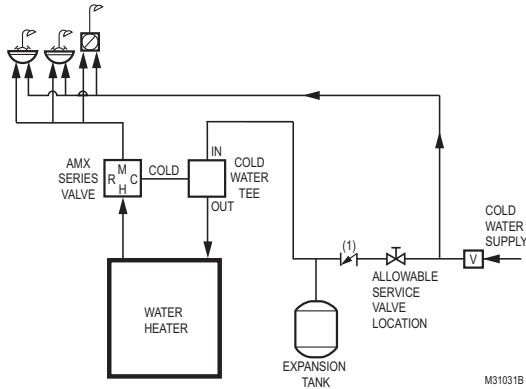 IN
AMX
SERIES
VALVE
M
R C
H
COLD
COLD
WATER
TEE
OUT
(1)
COLD
WATER
SUPPLY
V
ALLOWABLE
SERVICE
VALVE
LOCATION
WATER
HEATER
EXPANSION
TANK
M31031B